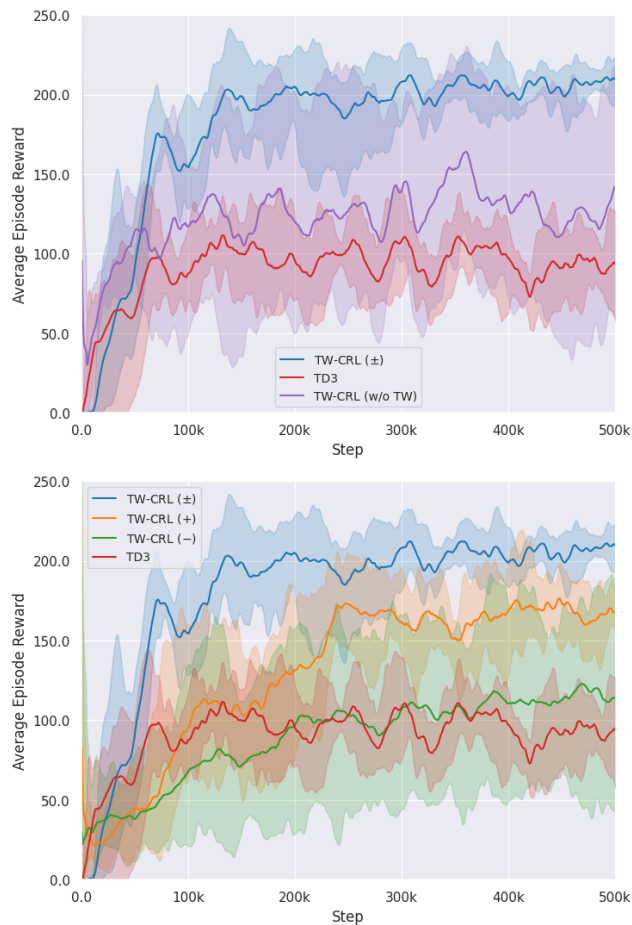 250.0
200.0
150.0
100.0
50.0
0.0
Average Episode Reward
TW-CRL (±)
TD3
TW-CRL (w/o TW)
0.0 100k 200k 300k 400k 500k
Step
250.0
200.0
150.0
100.0
50.0
0.0
Average Episode Reward
TW-CRL (±)
TW-CRL (+)
TW-CRL (−)
TD3
0.0 100k 200k 300k 400k 500k
Step